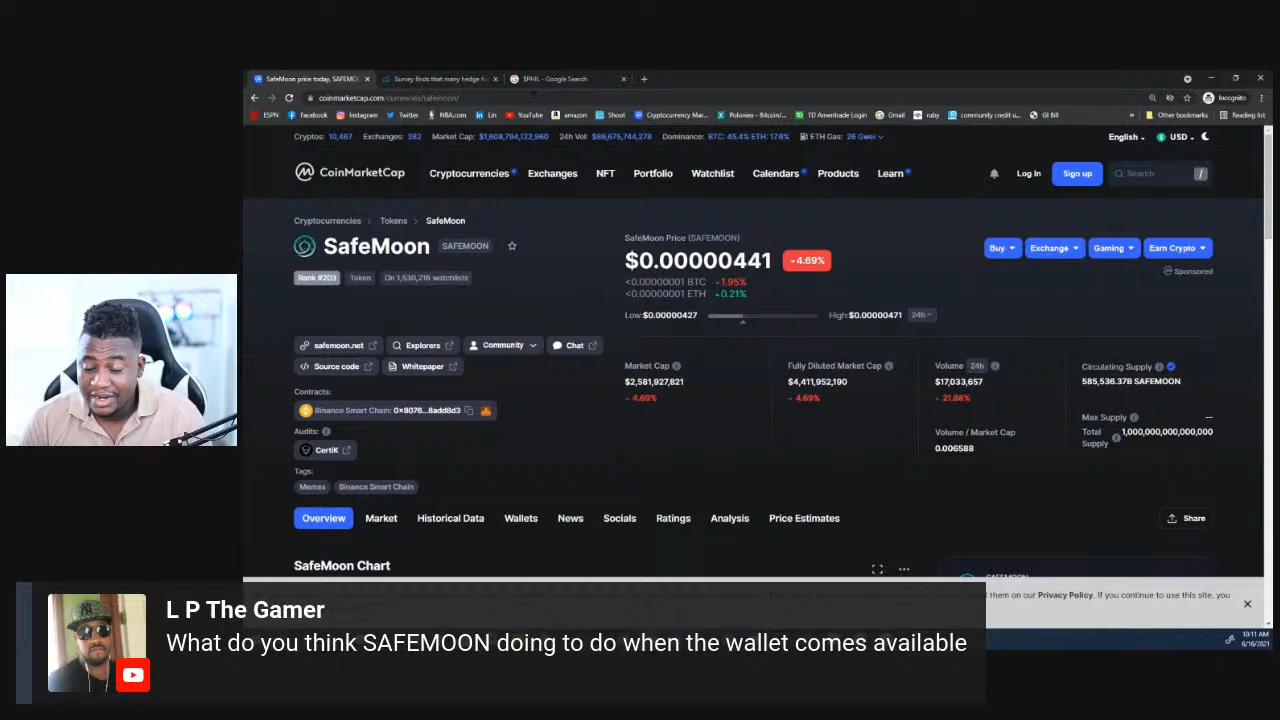 SafeMoon price today, SAFEMO
Survey finds that many hedge fu
$PHIL - Google Search
coinmarketcap.com/currencies/safemoon/
Incognito
ESPN Facebook Instagram Twitter NBA.com Lin YouTube amazon Shoot Cryptocurrency Mar... Poloniex - Bitcoin/... TD Ameritrade Login Gmail ruby community credit u... GI Bill » Other bookmarks Reading list
Cryptos: 10,467 Exchanges: 382 Market Cap: $1,608,794,122,960 24h Vol: $86,675,744,278 Dominance: BTC: 45.4% ETH: 17.6% ETH Gas: 26 Gwei
English USD
CoinMarketCap Cryptocurrencies Exchanges NFT Portfolio Watchlist Calendars Products Learn Log In Sign up Search /
Cryptocurrencies > Tokens > SafeMoon
SafeMoon SAFEMOON
Rank #203 Token On 1,530,216 watchlists
safemoon.net Explorers Community Chat
Source code Whitepaper
Contracts:
Binance Smart Chain: 0x8076...8add8d3
Audits:
CertiK
Tags:
Memes Binance Smart Chain
SafeMoon Price (SAFEMOON)
$0.00000441 4.69%
<0.00000001 BTC -1.95%
<0.00000001 ETH 0.21%
Low:$0.00000427 High:$0.00000471 24h
Buy Exchange Gaming Earn Crypto
Sponsored
Market Cap
$2,581,927,821
4.69%
Fully Diluted Market Cap
$4,411,952,190
4.69%
Volume 24h
$17,033,657
21.88%
Volume / Market Cap
0.006588
Circulating Supply
585,536.37B SAFEMOON
Max Supply --
Total Supply 1,000,000,000,000,000
Overview Market Historical Data Wallets News Socials Ratings Analysis Price Estimates Share
SafeMoon Chart
SAFEMOON
them on our Privacy Policy. If you continue to use this site, you
10:11 AM
6/16/2021
L P The Gamer
What do you think SAFEMOON doing to do when the wallet comes available